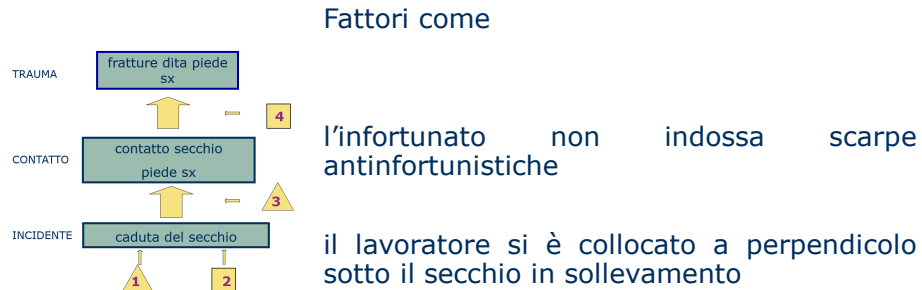 Fattori come
TRAUMA
fratture dita piede
sx
4
CONTATTO
contatto secchio
piede sx
l'infortunato non indossa scarpe
antinfortunistiche
3
INCIDENTE
caduta del secchio
il lavoratore si è collocato a perpendicolo
sotto il secchio in sollevamento
1
2